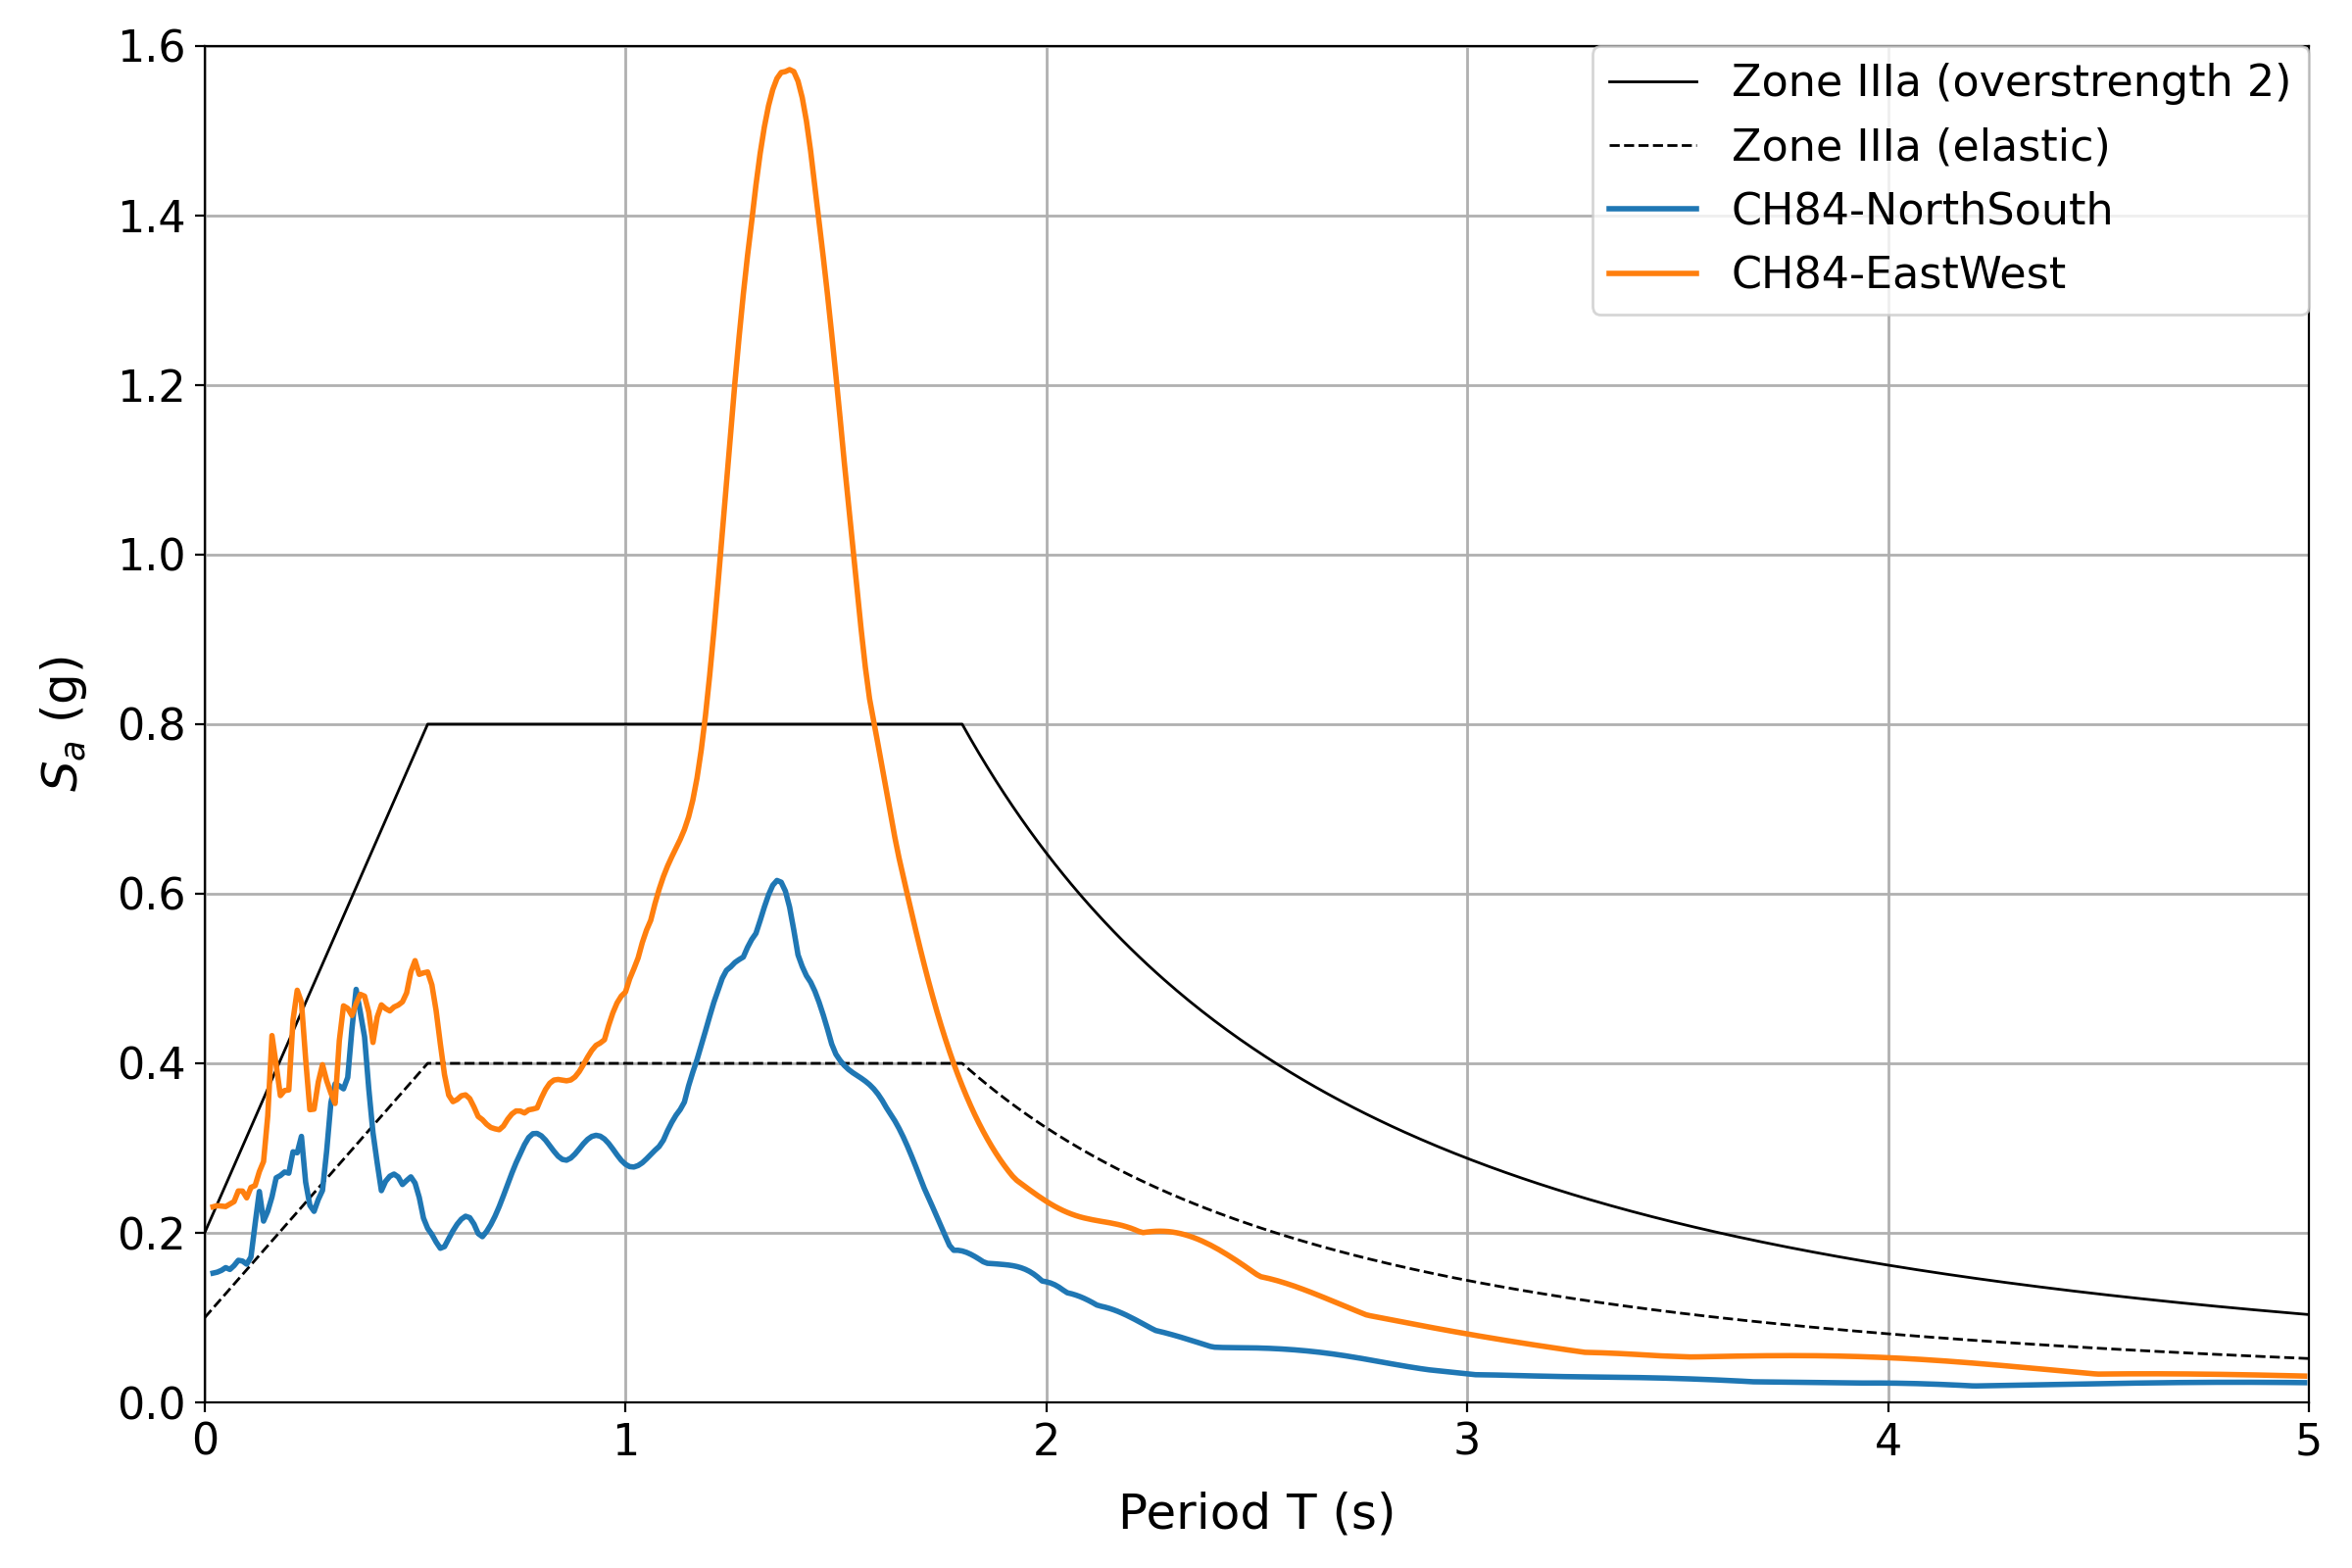 1.6
1.4
1.2
1.0
0.8
0.6
0.4
0.2
0.0
Sa (g)
Zone IIIa (overstrength 2)
Zone IIIa (elastic)
CH84-NorthSouth
CH84-EastWest
0 1 2 3 4 5
Period T (s)